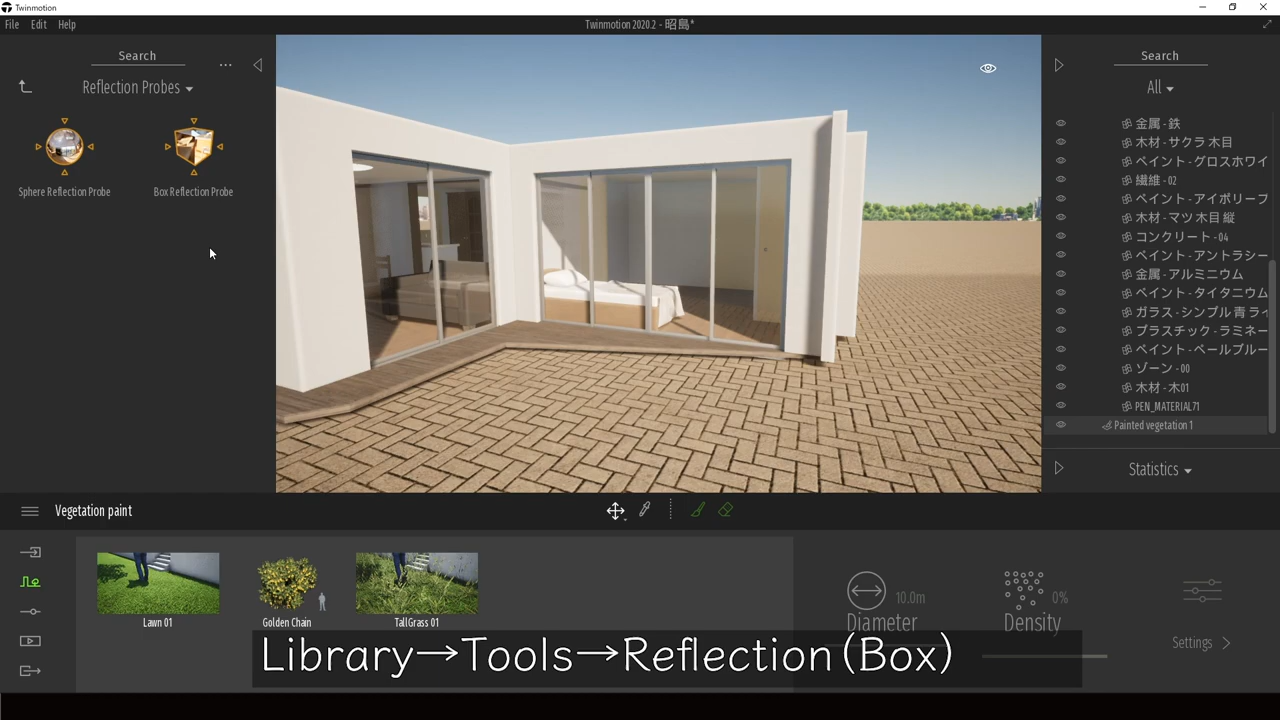 Twinmotion
File Edit Help
Twinmotion 2020.2 - 昭島*
Search
...
Reflection Probes
Sphere Reflection Probe
Box Reflection Probe
Search
All
金属 - 鉄
木材 - サクラ 木目
ペイント - グロスホワイ
繊維 - 02
ペイント - アイボリーブ
木材 - マツ 木目 縦
コンクリート - 04
ペイント - アントラシー
金属 - アルミニウム
ペイント - タイタニウム
ガラス - シンプル 青 ライ
プラスチック - ラミネー
ペイント - ペールブルー
ゾーン - 00
木材 - 木01
PEN_MATERIAL71
Painted vegetation 1
Statistics
Vegetation paint
Lawn 01
Golden Chain
TallGrass 01
10.0m
Diameter
0%
Density
Settings
Library→Tools→Reflection(Box)